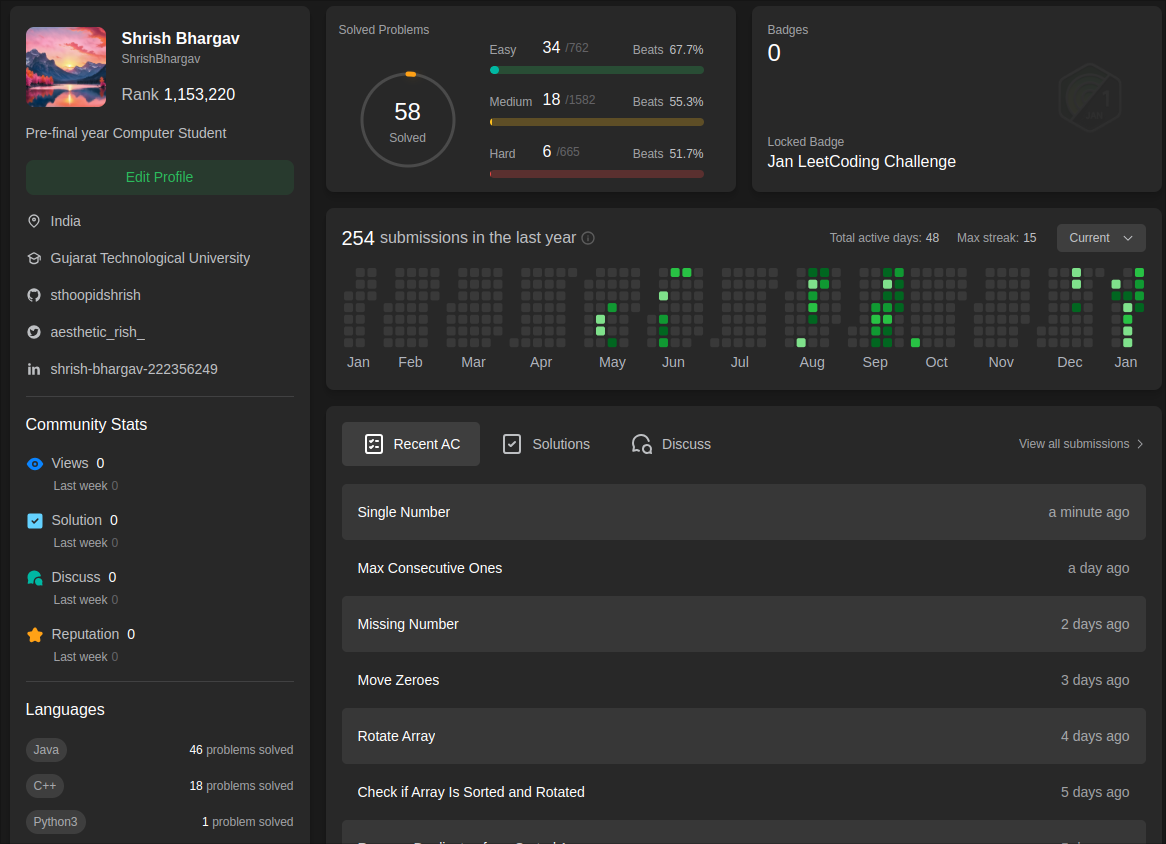 Shrish Bhargav
ShrishBhargav
Rank 1,153,220
Pre-final year Computer Student
Edit Profile
India
Gujarat Technological University
sthoopidshrish
aesthetic_rish_
shrish-bhargav-222356249
Community Stats
Views 0
Last week 0
Solution 0
Last week 0
Discuss 0
Last week 0
Reputation 0
Last week 0
Languages
Java 46 problems solved
C++ 18 problems solved
Python3 1 problem solved
Solved Problems
58
Solved
Easy 34 /762 Beats 67.7%
Medium 18 /1582 Beats 55.3%
Hard 6 /665 Beats 51.7%
Badges
0
Locked Badge
Jan LeetCoding Challenge
254 submissions in the last year
Total active days: 48 Max streak: 15 Current
Jan Feb Mar Apr May Jun Jul Aug Sep Oct Nov Dec Jan
Recent AC Solutions Discuss View all submissions
Single Number a minute ago
Max Consecutive Ones a day ago
Missing Number 2 days ago
Move Zeroes 3 days ago
Rotate Array 4 days ago
Check if Array Is Sorted and Rotated 5 days ago